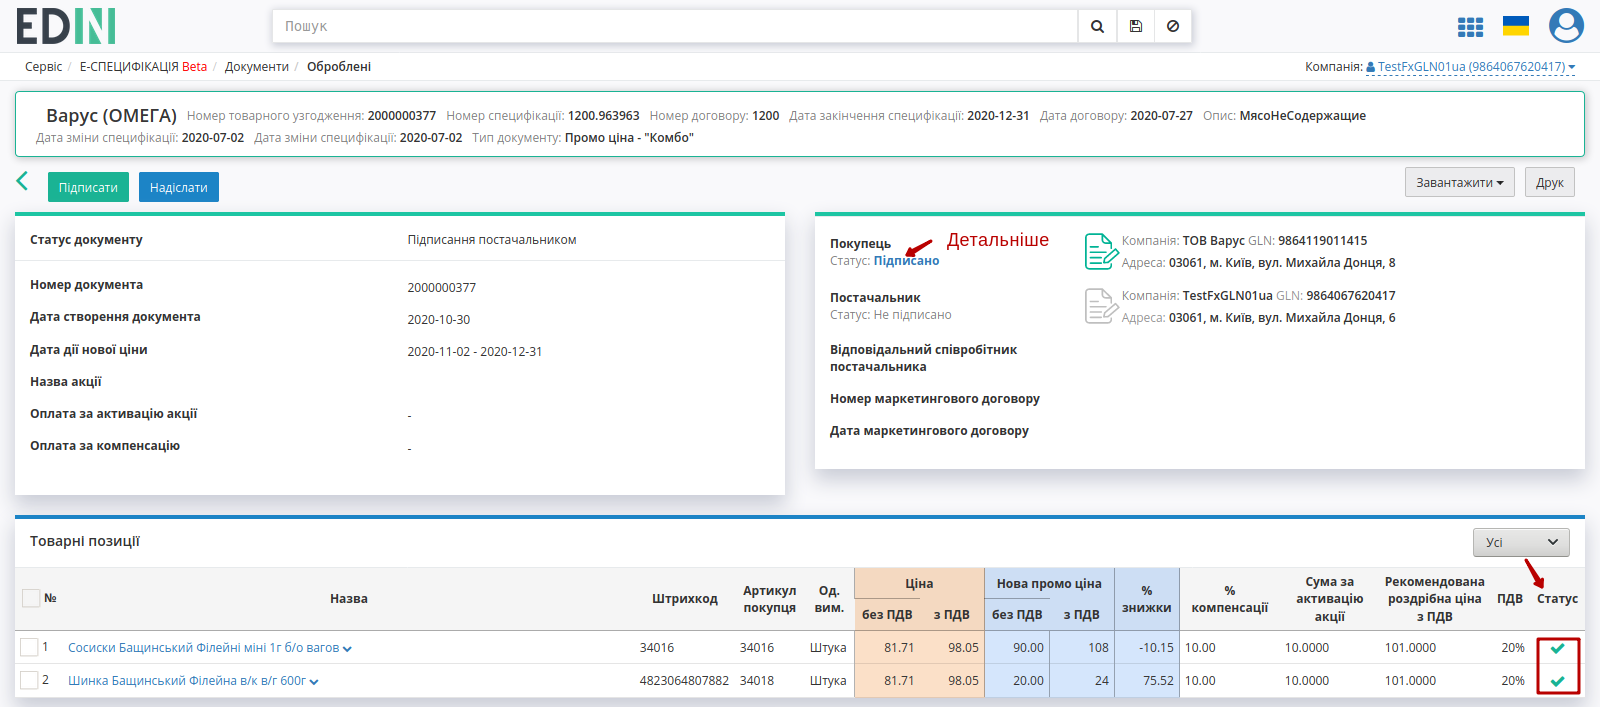 EDIN
Пошук
Сервіс / Е-СПЕЦИФІКАЦІЯ Beta / Документи / Оброблені
Компанія: TestFxGLN01ua (9864067620417)
Варус (ОМЕГА) Номер товарного узгодження: 2000000377 Номер специфікації: 1200.963963 Номер договору: 1200 Дата закінчення специфікації: 2020-12-31 Дата договору: 2020-07-27 Опис: МясоНеСодержащие
Дата зміни специфікації: 2020-07-02 Дата зміни специфікації: 2020-07-02 Тип документу: Промо ціна - "Комбо"
Підписати Надіслати Завантажити Друк
Статус документу Підписання постачальником
Номер документа 2000000377
Дата створення документа 2020-10-30
Дата дії нової ціни 2020-11-02 - 2020-12-31
Назва акції
Оплата за активацію акції -
Оплата за компенсацію -
Покупець Детальніше
Статус: Підписано
Компанія: ТОВ Варус GLN: 9864119011415
Адреса: 03061, м. Київ, вул. Михайла Донця, 8
Постачальник
Статус: Не підписано
Компанія: TestFxGLN01ua GLN: 9864067620417
Адреса: 03061, м. Київ, вул. Михайла Донця, 6
Відповідальний співробітник
постачальника
Номер маркетингового договору
Дата маркетингового договору
Товарні позиції Усі
№ Назва Штрихкод Артикул покупця Од. вим. Ціна без ПДВ з ПДВ Нова промо ціна без ПДВ з ПДВ % знижки % компенсації Сума за активацію акції Рекомендована роздрібна ціна з ПДВ ПДВ Статус
1 Сосиски Бащинський Філейні міні 1г б/о вагов 34016 34016 Штука 81.71 98.05 90.00 108 -10.15 10.00 10.0000 101.0000 20%
2 Шинка Бащинський Філейна в/к в/г 600г 4823064807882 34018 Штука 81.71 98.05 20.00 24 75.52 10.00 10.0000 101.0000 20%